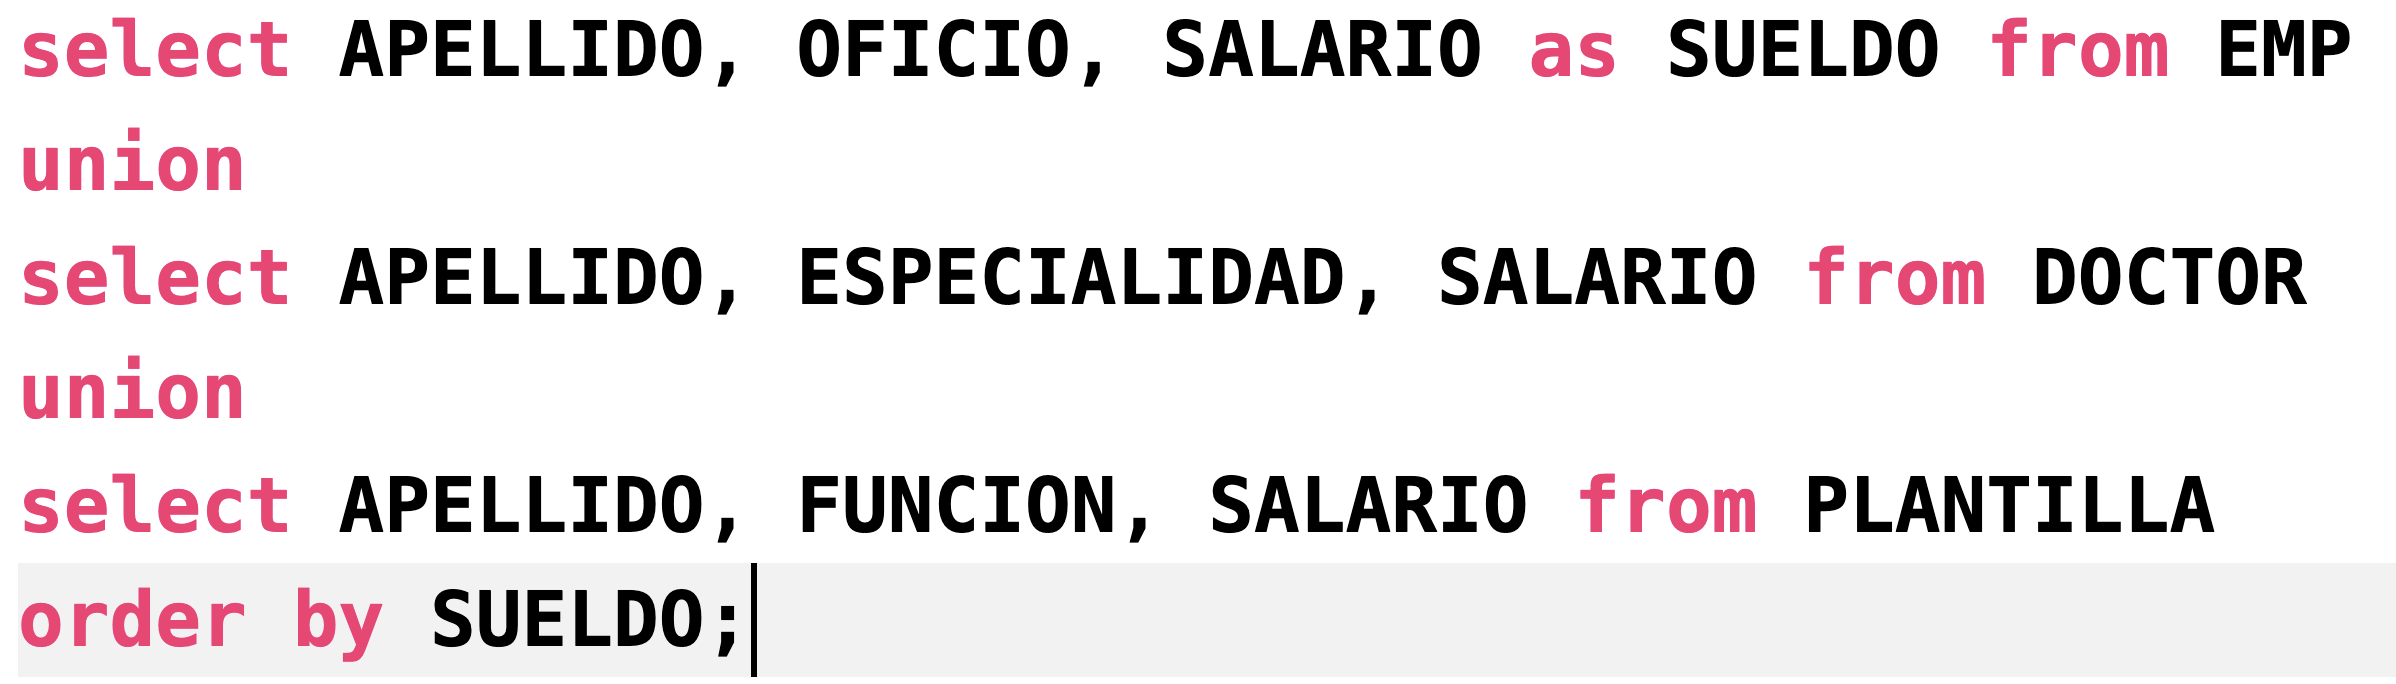 select APELLIDO, OFICIO, SALARIO as SUELDO from EMP
union
select APELLIDO, ESPECIALIDAD, SALARIO from DOCTOR
union
select APELLIDO, FUNCION, SALARIO from PLANTILLA
order by SUELDO;